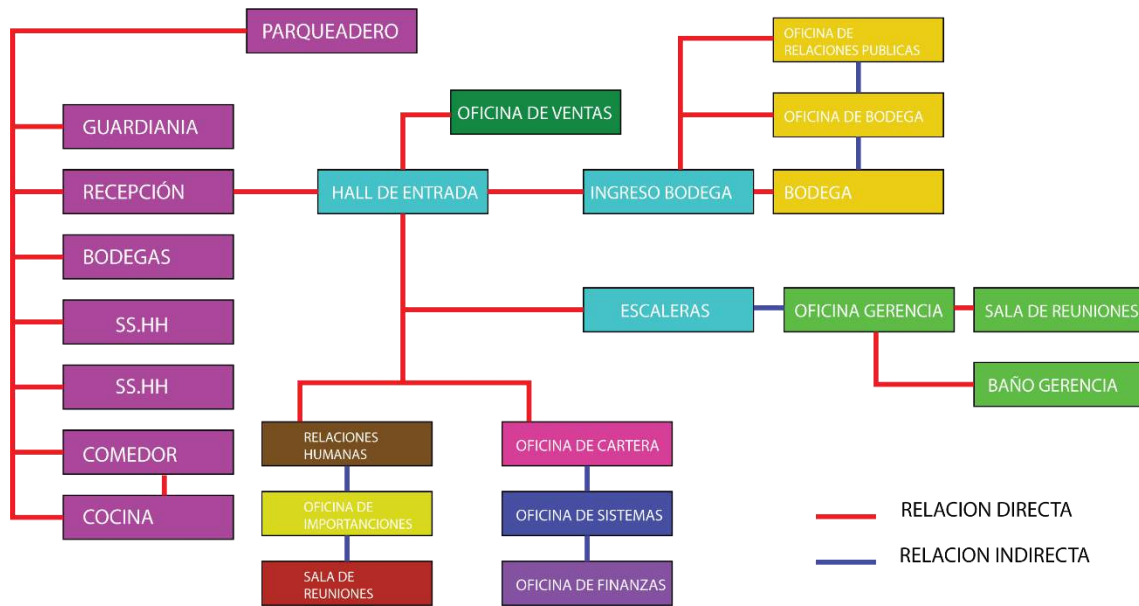 PARQUEADERO
GUARDIANIA
RECEPCIÓN
BODEGAS
SS.HH
SS.HH
COMEDOR
COCINA
OFICINA DE VENTAS
HALL DE ENTRADA
INGRESO BODEGA
OFICINA DE
RELACIONES PUBLICAS
OFICINA DE BODEGA
BODEGA
ESCALERAS
OFICINA GERENCIA
SALA DE REUNIONES
BAÑO GERENCIA
RELACIONES
HUMANAS
OFICINA DE
IMPORTANCIONES
SALA DE
REUNIONES
OFICINA DE CARTERA
OFICINA DE SISTEMAS
OFICINA DE FINANZAS
RELACION DIRECTA
RELACION INDIRECTA